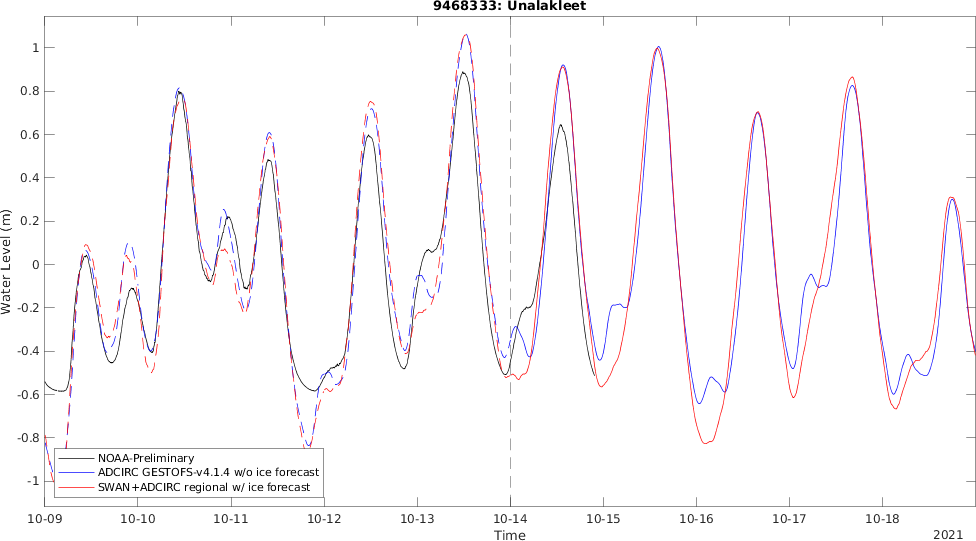 9468333: Unalakleet
Water Level (m)
1
0.8
0.6
0.4
0.2
0
-0.2
-0.4
-0.6
-0.8
-1
NOAA-Preliminary
ADCIRC GESTOFS-v4.1.4 w/o ice forecast
SWAN+ADCIRC regional w/ ice forecast
10-09 10-10 10-11 10-12 10-13 10-14 10-15 10-16 10-17 10-18
Time
2021